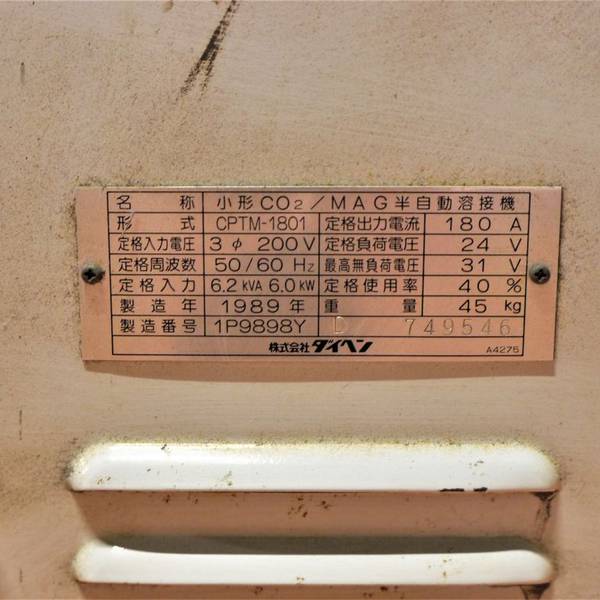 名称 小形CO₂／MAG半自動溶接機
形式 CPTM-1801 定格出力電流 180 A
定格入力電圧 3φ 200V 定格負荷電圧 24 V
定格周波数 50/60 Hz 最高無負荷電圧 31 V
定格入力 6.2 kVA 6.0 kW 定格使用率 40 %
製造年 1989年 重量 45 kg
製造番号 1P9898Y D 749546
株式会社ダイヘン A4275